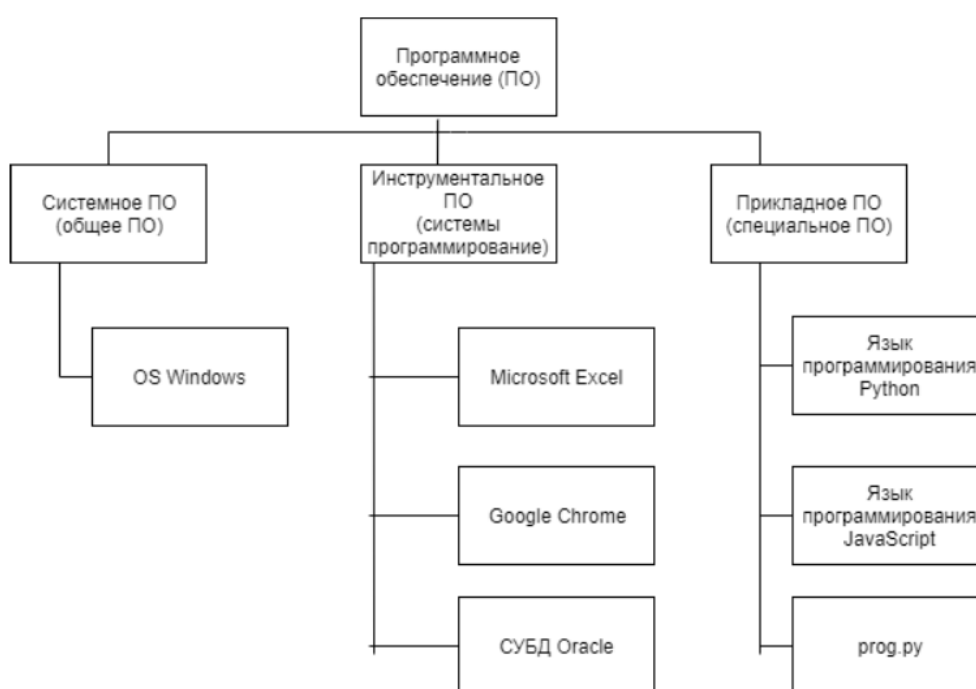 Программное
обеспечение (ПО)
Системное ПО
(общее ПО)
Инструментальное
ПО
(системы
программирование)
Прикладное ПО
(специальное ПО)
OS Windows
Microsoft Excel
Google Chrome
СУБД Oracle
Язык
программирования
Python
Язык
программирования
JavaScript
prog.py